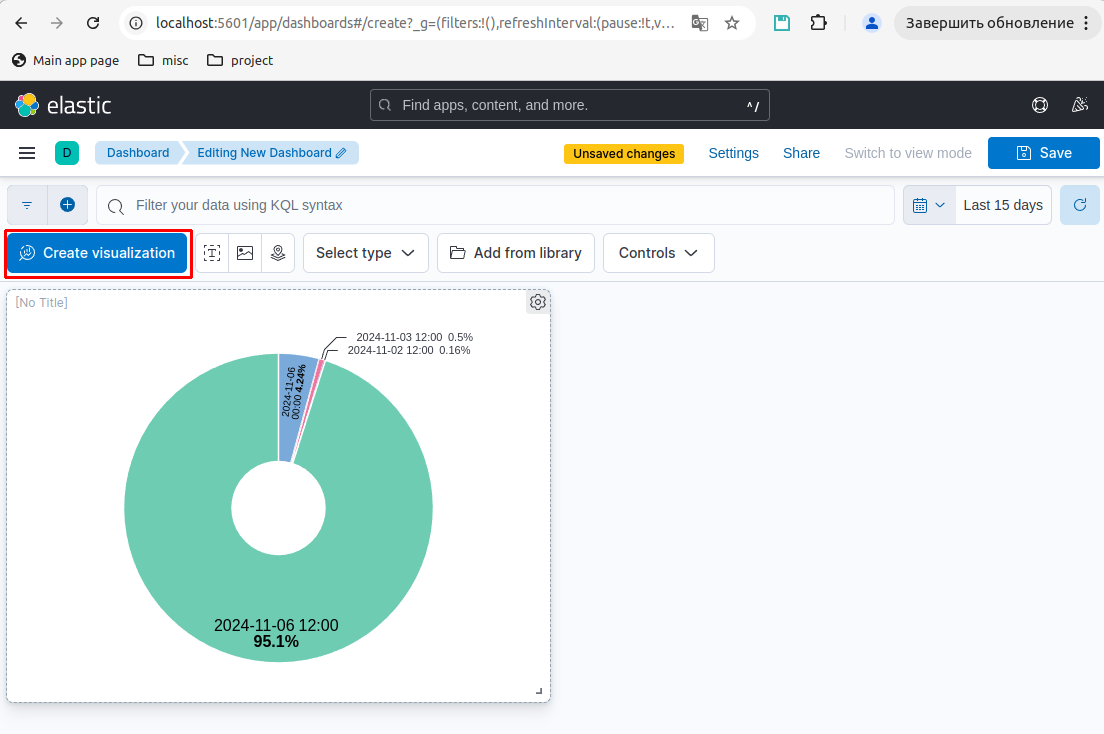 localhost:5601/app/dashboards#/create?_g=(filters:!(),refreshInterval:(pause:!t,v...
Завершить обновление
Main app page misc project
elastic
Find apps, content, and more. ^/
D Dashboard Editing New Dashboard Unsaved changes Settings Share Switch to view mode Save
Filter your data using KQL syntax Last 15 days
Create visualization T Select type Add from library Controls
[No Title]
2024-11-03 12:00 0.5%
2024-11-02 12:00 0.16%
2024-11-06
00:00 4.24%
2024-11-06 12:00
95.1%